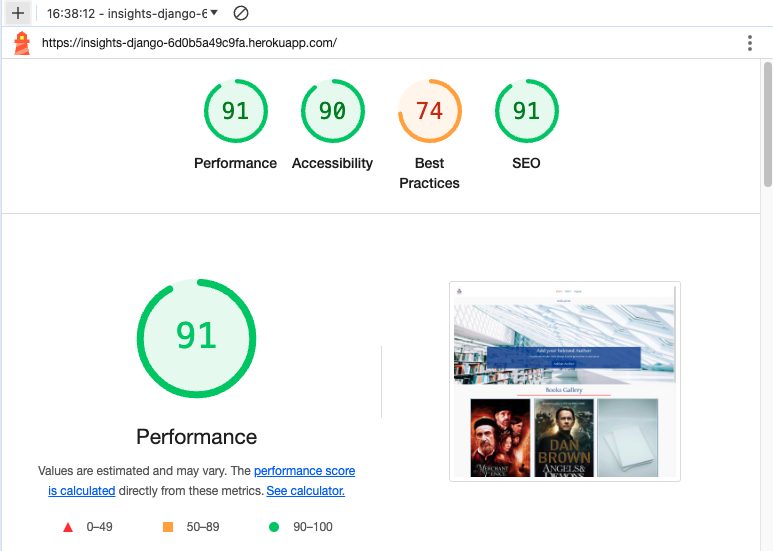 16:38:12 - insights-django-6
https://insights-django-6d0b5a49c9fa.herokuapp.com/
91 90 74 91
Performance Accessibility Best Practices SEO
91
Performance
Values are estimated and may vary. The performance score
is calculated directly from these metrics. See calculator.
0–49 50–89 90–100
Add your Beloved Author
Books Gallery
MERCHANT
VENICE
DAN
BROWN
ANGELS &
DEMONS